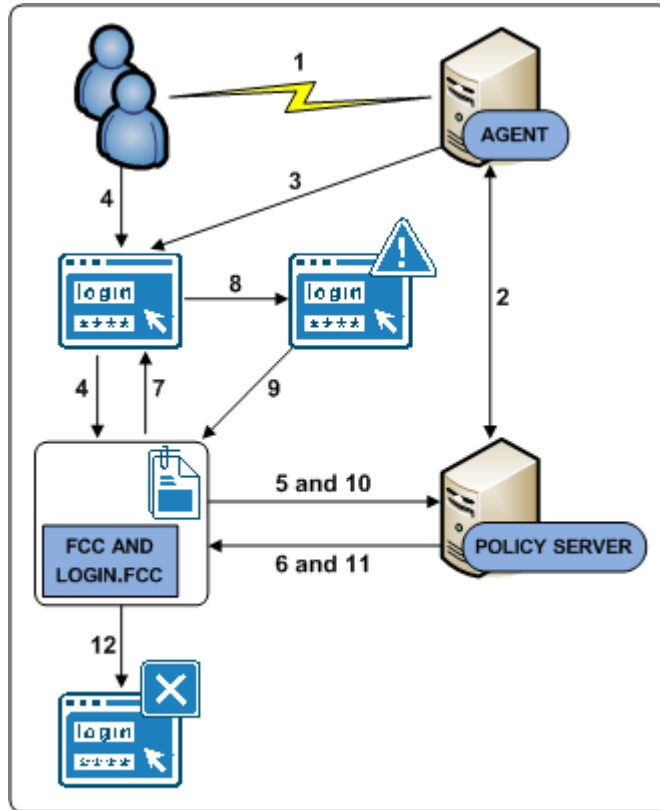 1
AGENT
3
4
login
****
8
login
****
!
2
4
7
9
5 and 10
FCC AND
LOGIN.FCC
6 and 11
POLICY SERVER
12
login
****